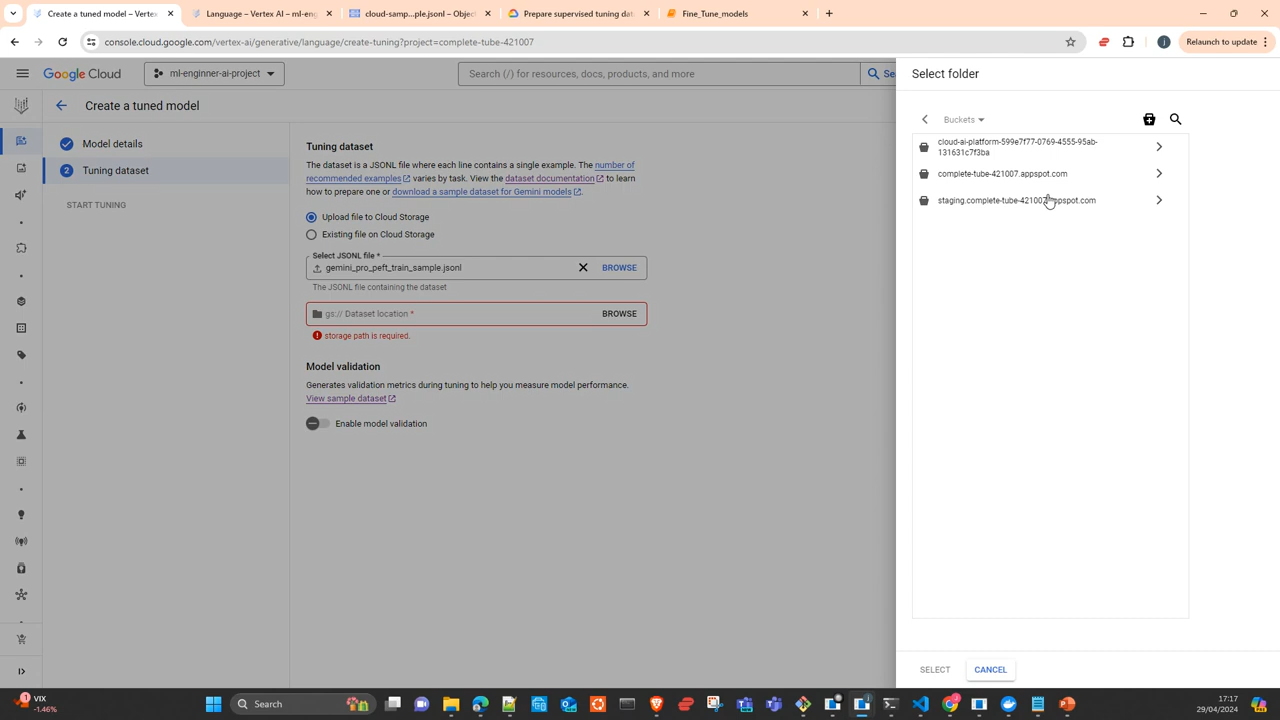 Create a tuned model – Vertex
Language – Vertex AI – ml-eng
cloud-samp...ple.jsonl – Objec
Prepare supervised tuning dat
Fine_Tune_models
console.cloud.google.com/vertex-ai/generative/language/create-tuning?project=complete-tube-421007
Relaunch to update
Google Cloud
ml-enginner-ai-project
Search (/) for resources, docs, products, and more
Create a tuned model
Model details
2 Tuning dataset
START TUNING
Tuning dataset
The dataset is a JSONL file where each line contains a single example. The number of
recommended examples varies by task. View the dataset documentation to learn
how to prepare one or download a sample dataset for Gemini models.
Upload file to Cloud Storage
Existing file on Cloud Storage
Select JSONL file *
gemini_pro_peft_train_sample.jsonl
BROWSE
The JSONL file containing the dataset
gs:// Dataset location *
BROWSE
storage path is required.
Model validation
Generates validation metrics during tuning to help you measure model performance.
View sample dataset
Enable model validation
Select folder
Buckets
cloud-ai-platform-599e7f77-0769-4555-95ab-
131631c7f3ba
complete-tube-421007.appspot.com
staging.complete-tube-421007.appspot.com
SELECT
CANCEL
1
VIX
-1.46%
Search
17:17
29/04/2024